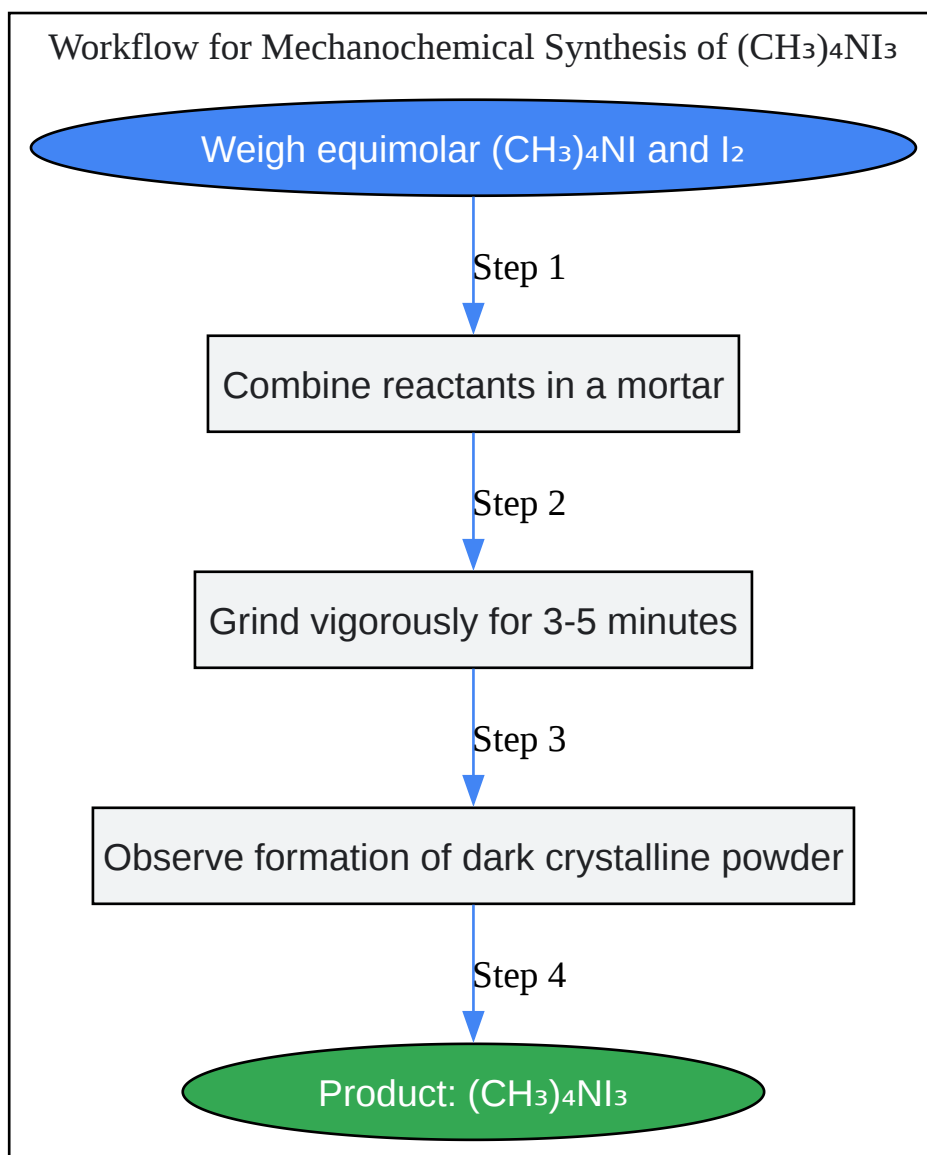 Workflow for Mechanochemical Synthesis of (CH₃)₄NI₃
Weigh equimolar (CH₃)₄NI and I₂
Step 1
Combine reactants in a mortar
Step 2
Grind vigorously for 3-5 minutes
Step 3
Observe formation of dark crystalline powder
Step 4
Product: (CH₃)₄NI₃